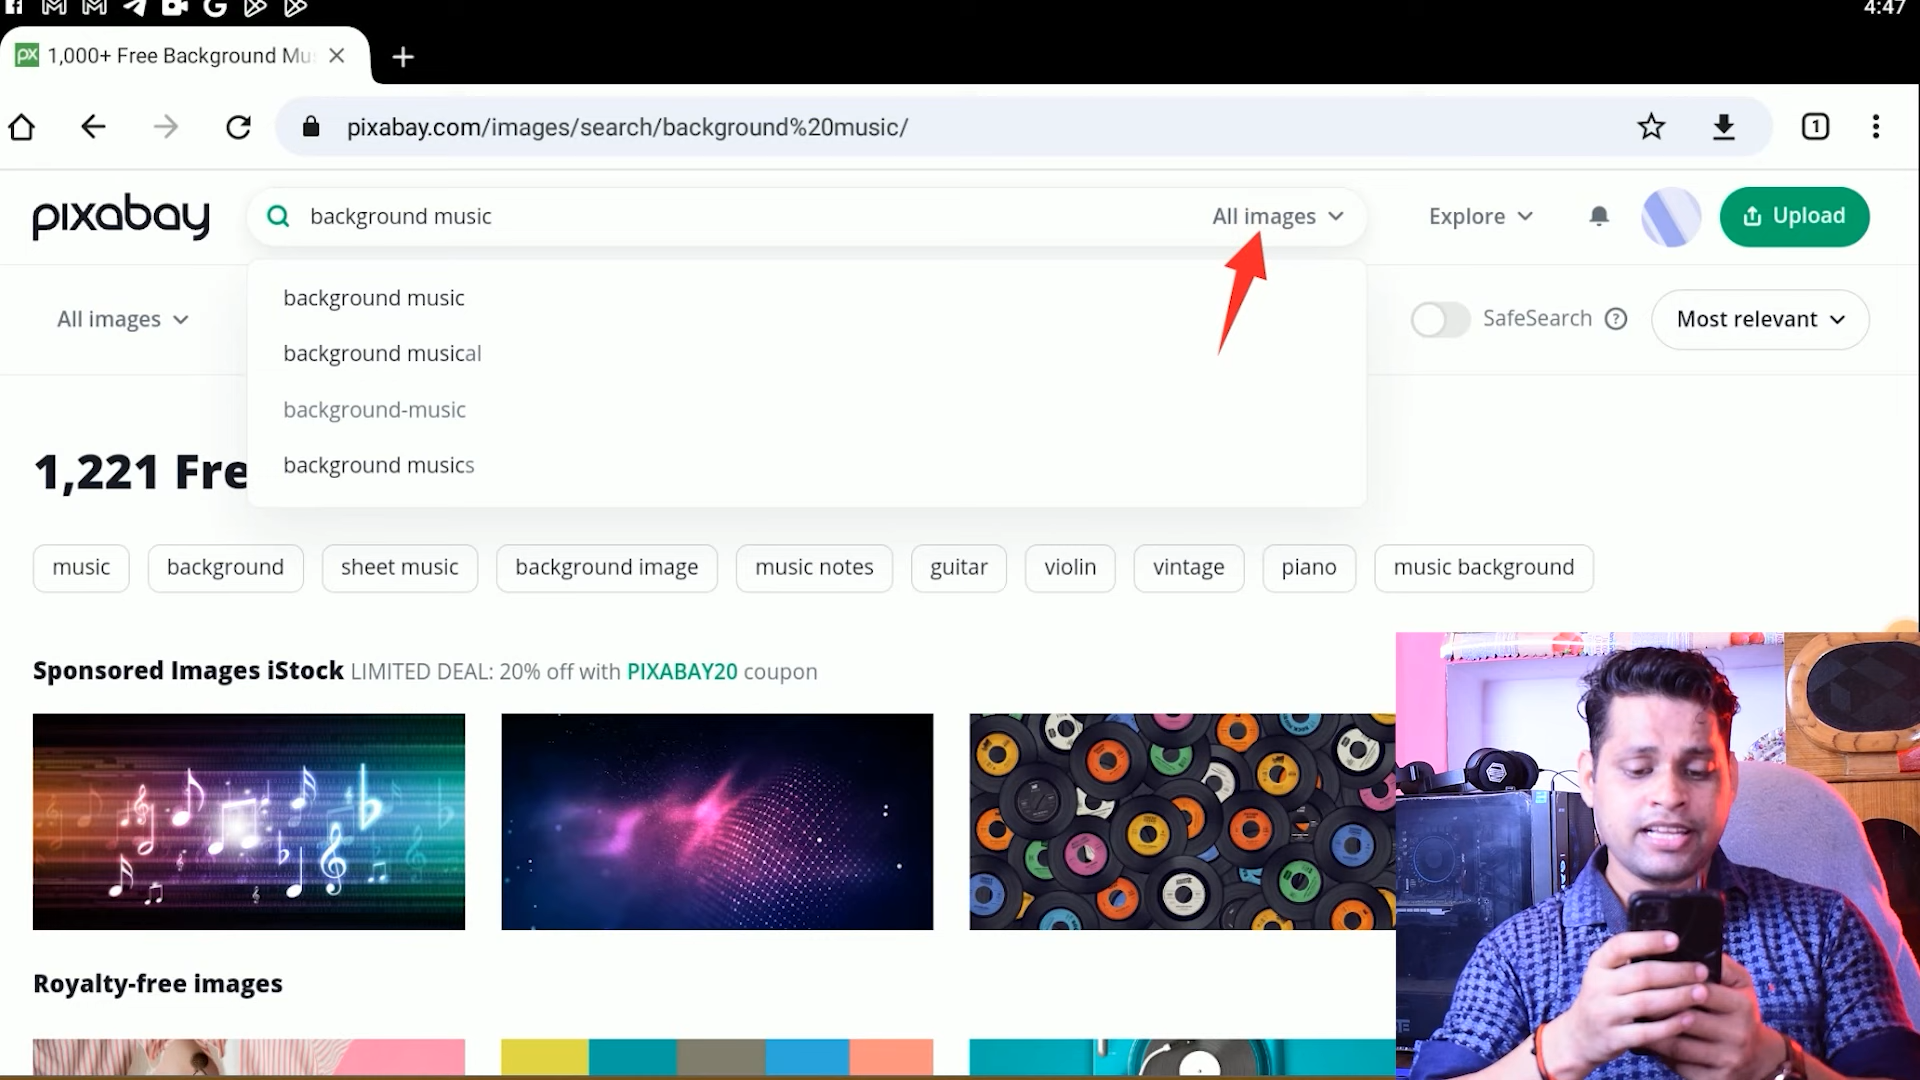 4:47
1,000+ Free Background Mu
pixabay.com/images/search/background%20music/
1
pixabay
background music
All images
Explore
Upload
All images
background music
background musical
background-music
background musics
SafeSearch
?
Most relevant
1,221 Fre
music
background
sheet music
background image
music notes
guitar
violin
vintage
piano
music background
Sponsored Images iStock LIMITED DEAL: 20% off with PIXABAY20 coupon
Royalty-free images